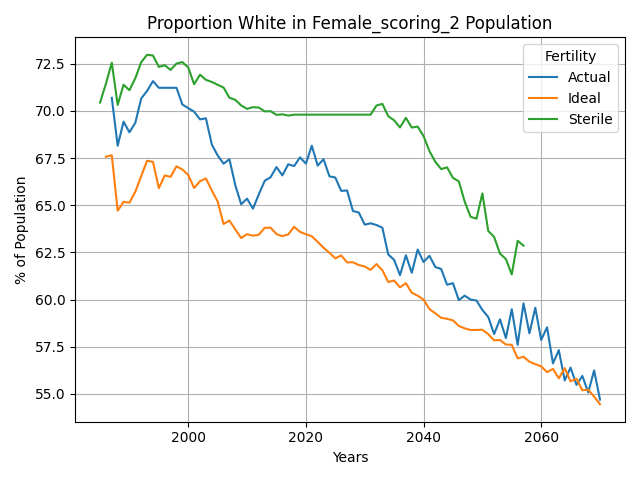 Proportion White in Female_scoring_2 Population
Fertility
Actual
Ideal
Sterile
% of Population
72.5
70.0
67.5
65.0
62.5
60.0
57.5
55.0
2000
2020
2040
2060
Years